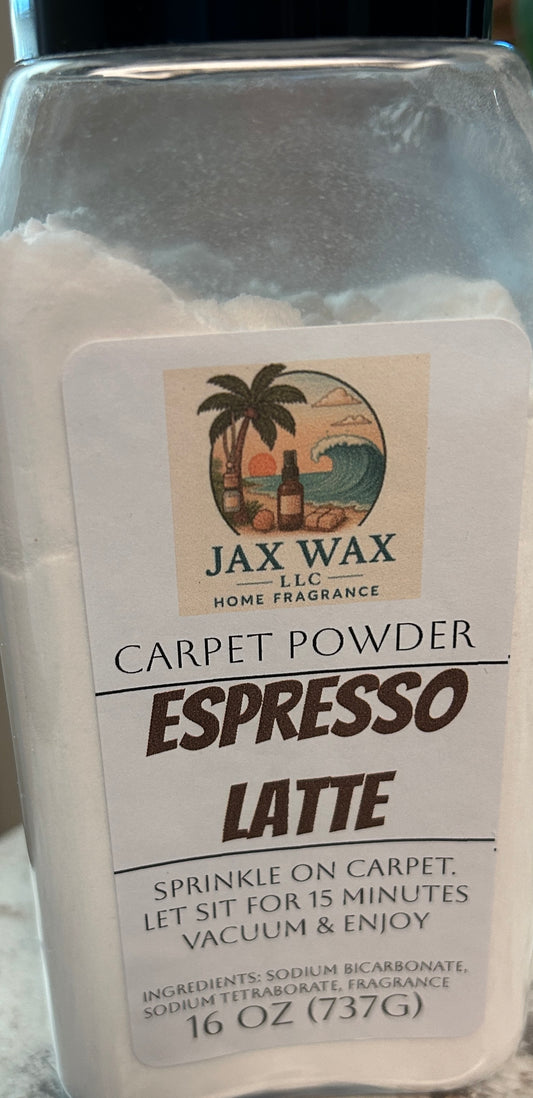 JAX WAX
LLC
HOME FRAGRANCE
CARPET POWDER
ESPRESSO
LATTE
SPRINKLE ON CARPET.
LET SIT FOR 15 MINUTES
VACUUM & ENJOY
INGREDIENTS: SODIUM BICARBONATE,
SODIUM TETRABORATE, FRAGRANCE
16 OZ (737G)